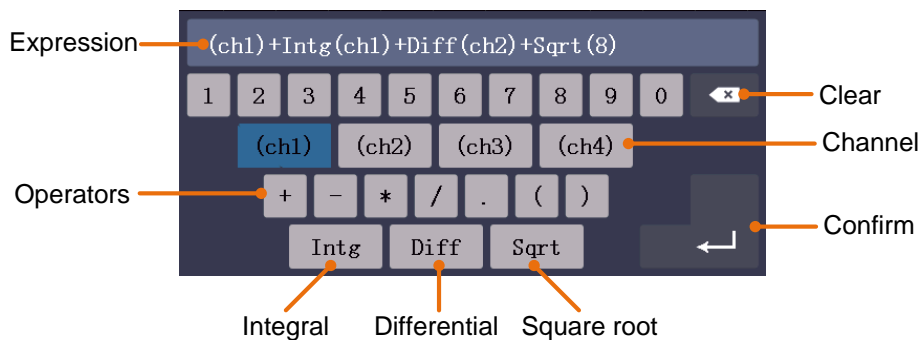 Expression
(ch1)+Intg(ch1)+Diff(ch2)+Sqrt(8)
1 2 3 4 5 6 7 8 9 0
Clear
(ch1) (ch2) (ch3) (ch4)
Channel
Operators
+ - * / . ( )
Confirm
Intg Diff Sqrt
Integral Differential Square root